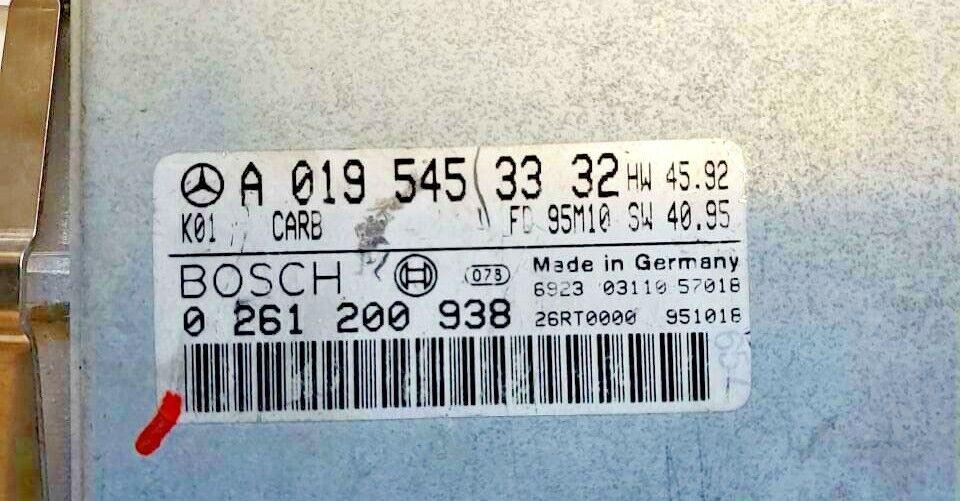 A 019 545 33 32 HW 45.92
K01 CARB FD 95M10 SW 40.95
BOSCH 078 Made in Germany
6923 03110 57018
0 261 200 938 26RT0000 951018